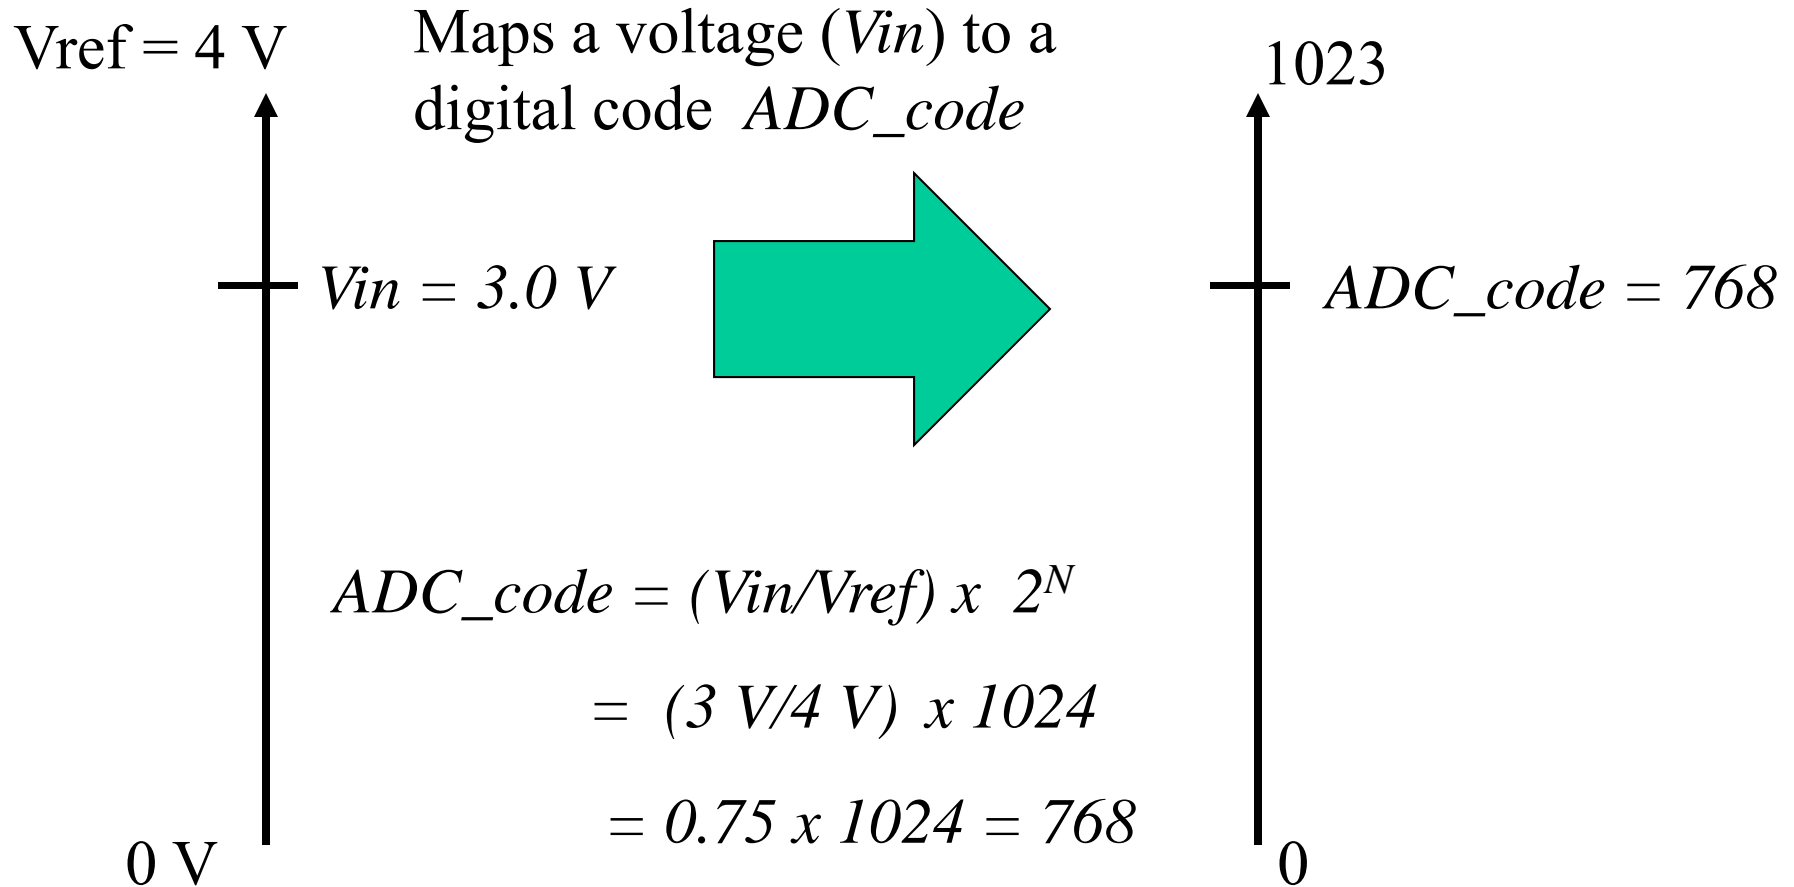 Vref = 4 V
Maps a voltage (Vin) to a
digital code ADC_code
1023
Vin = 3.0 V
ADC_code = 768
ADC_code = (Vin/Vref) x 2^N
= (3 V/4 V) x 1024
= 0.75 x 1024 = 768
0 V
0